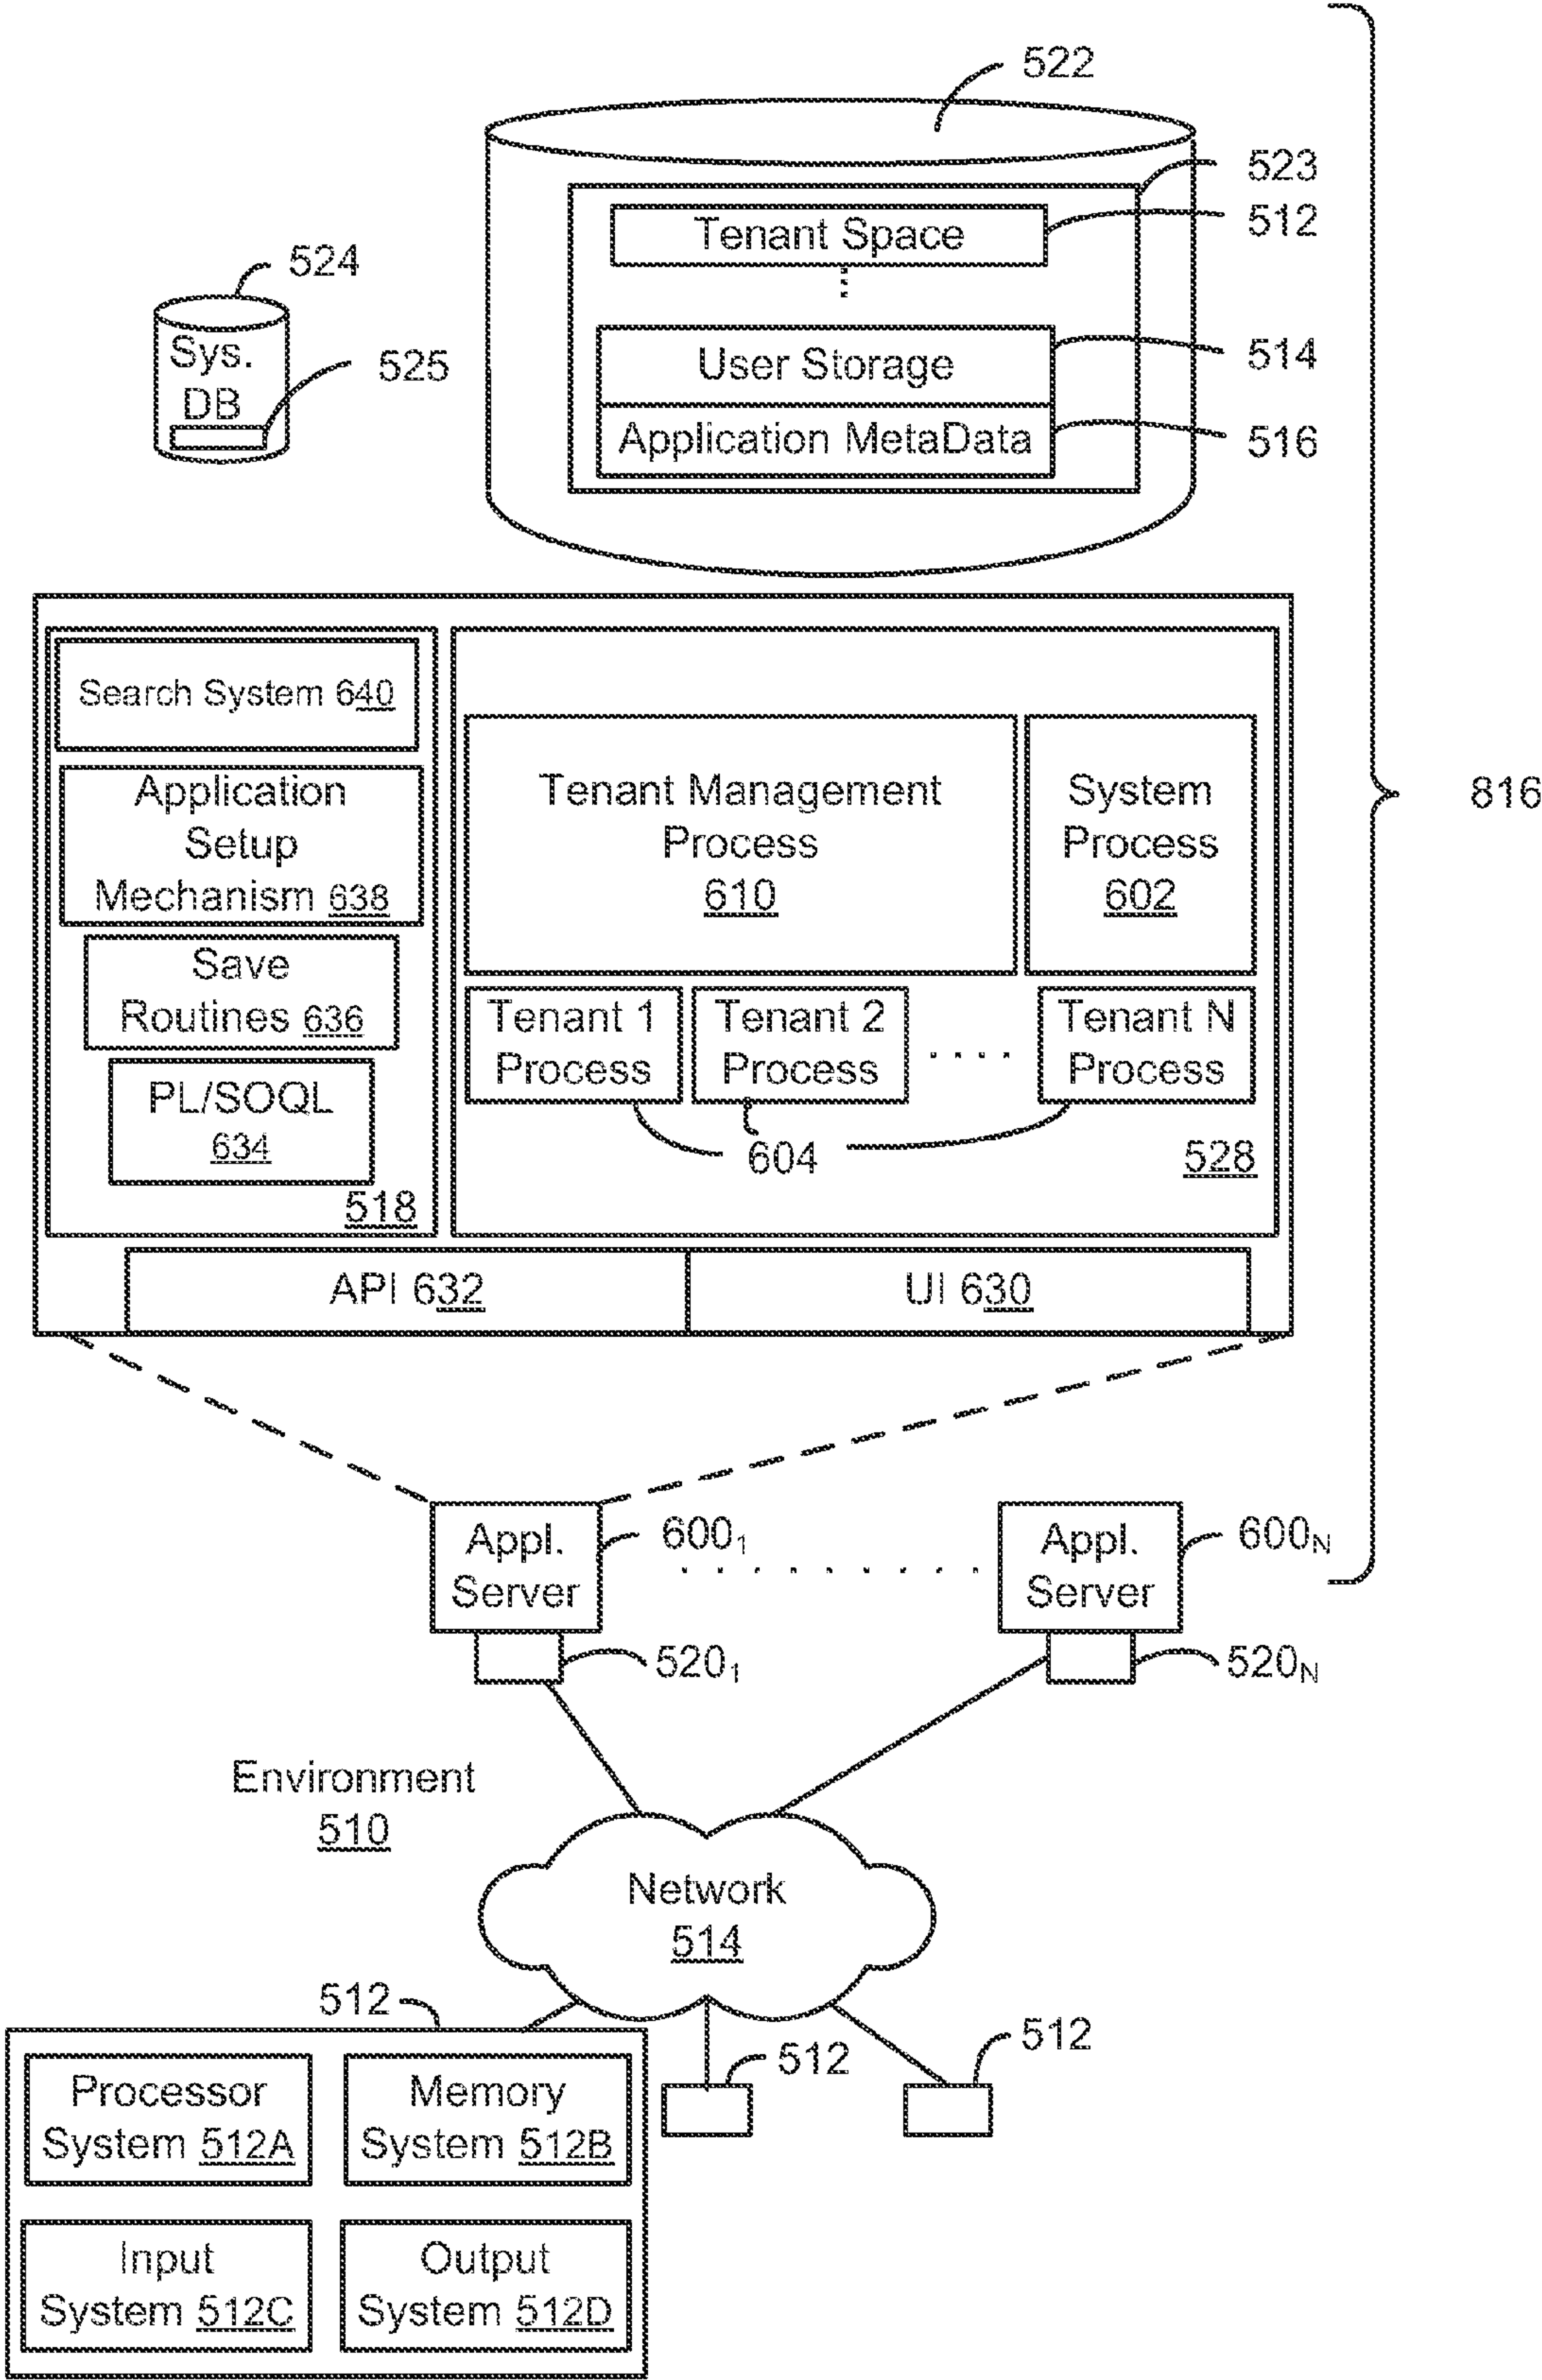 522
523
Tenant Space
512
524
Sys.
DB
525
User Storage
514
Application MetaData
516
Search System 640
Application
Setup
Mechanism 638
Save
Routines 636
PL/SOQL
634
518
Tenant Management
Process
610
System
Process
602
Tenant 1
Process
Tenant 2
Process
. . . .
Tenant N
Process
604
528
API 632
UI 630
816
Appl.
Server
600₁
. . . . . . . . .
Appl.
Server
600N
520₁
520N
Environment
510
Network
514
512
512
512
Processor
System 512A
Memory
System 512B
Input
System 512C
Output
System 512D